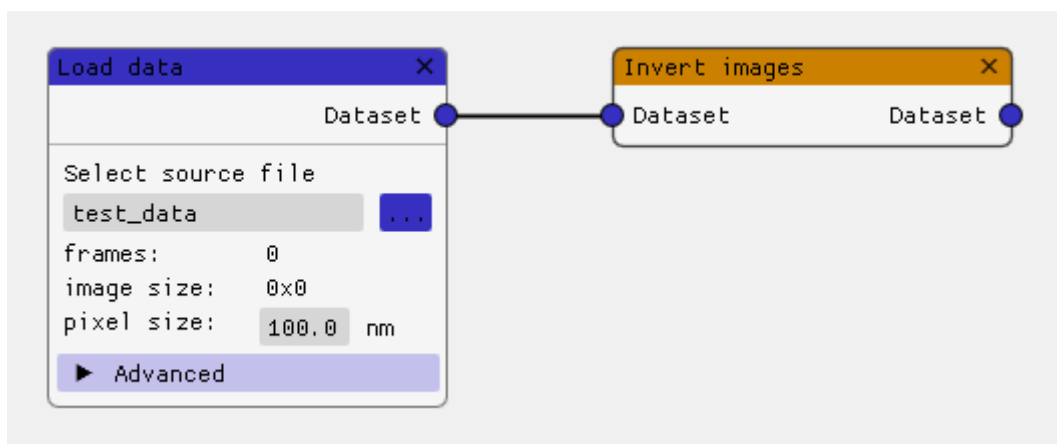 Load data ×
Dataset
Select source file
test_data ...
frames: 0
image size: 0x0
pixel size: 100.0 nm
▶ Advanced
Invert images ×
Dataset Dataset